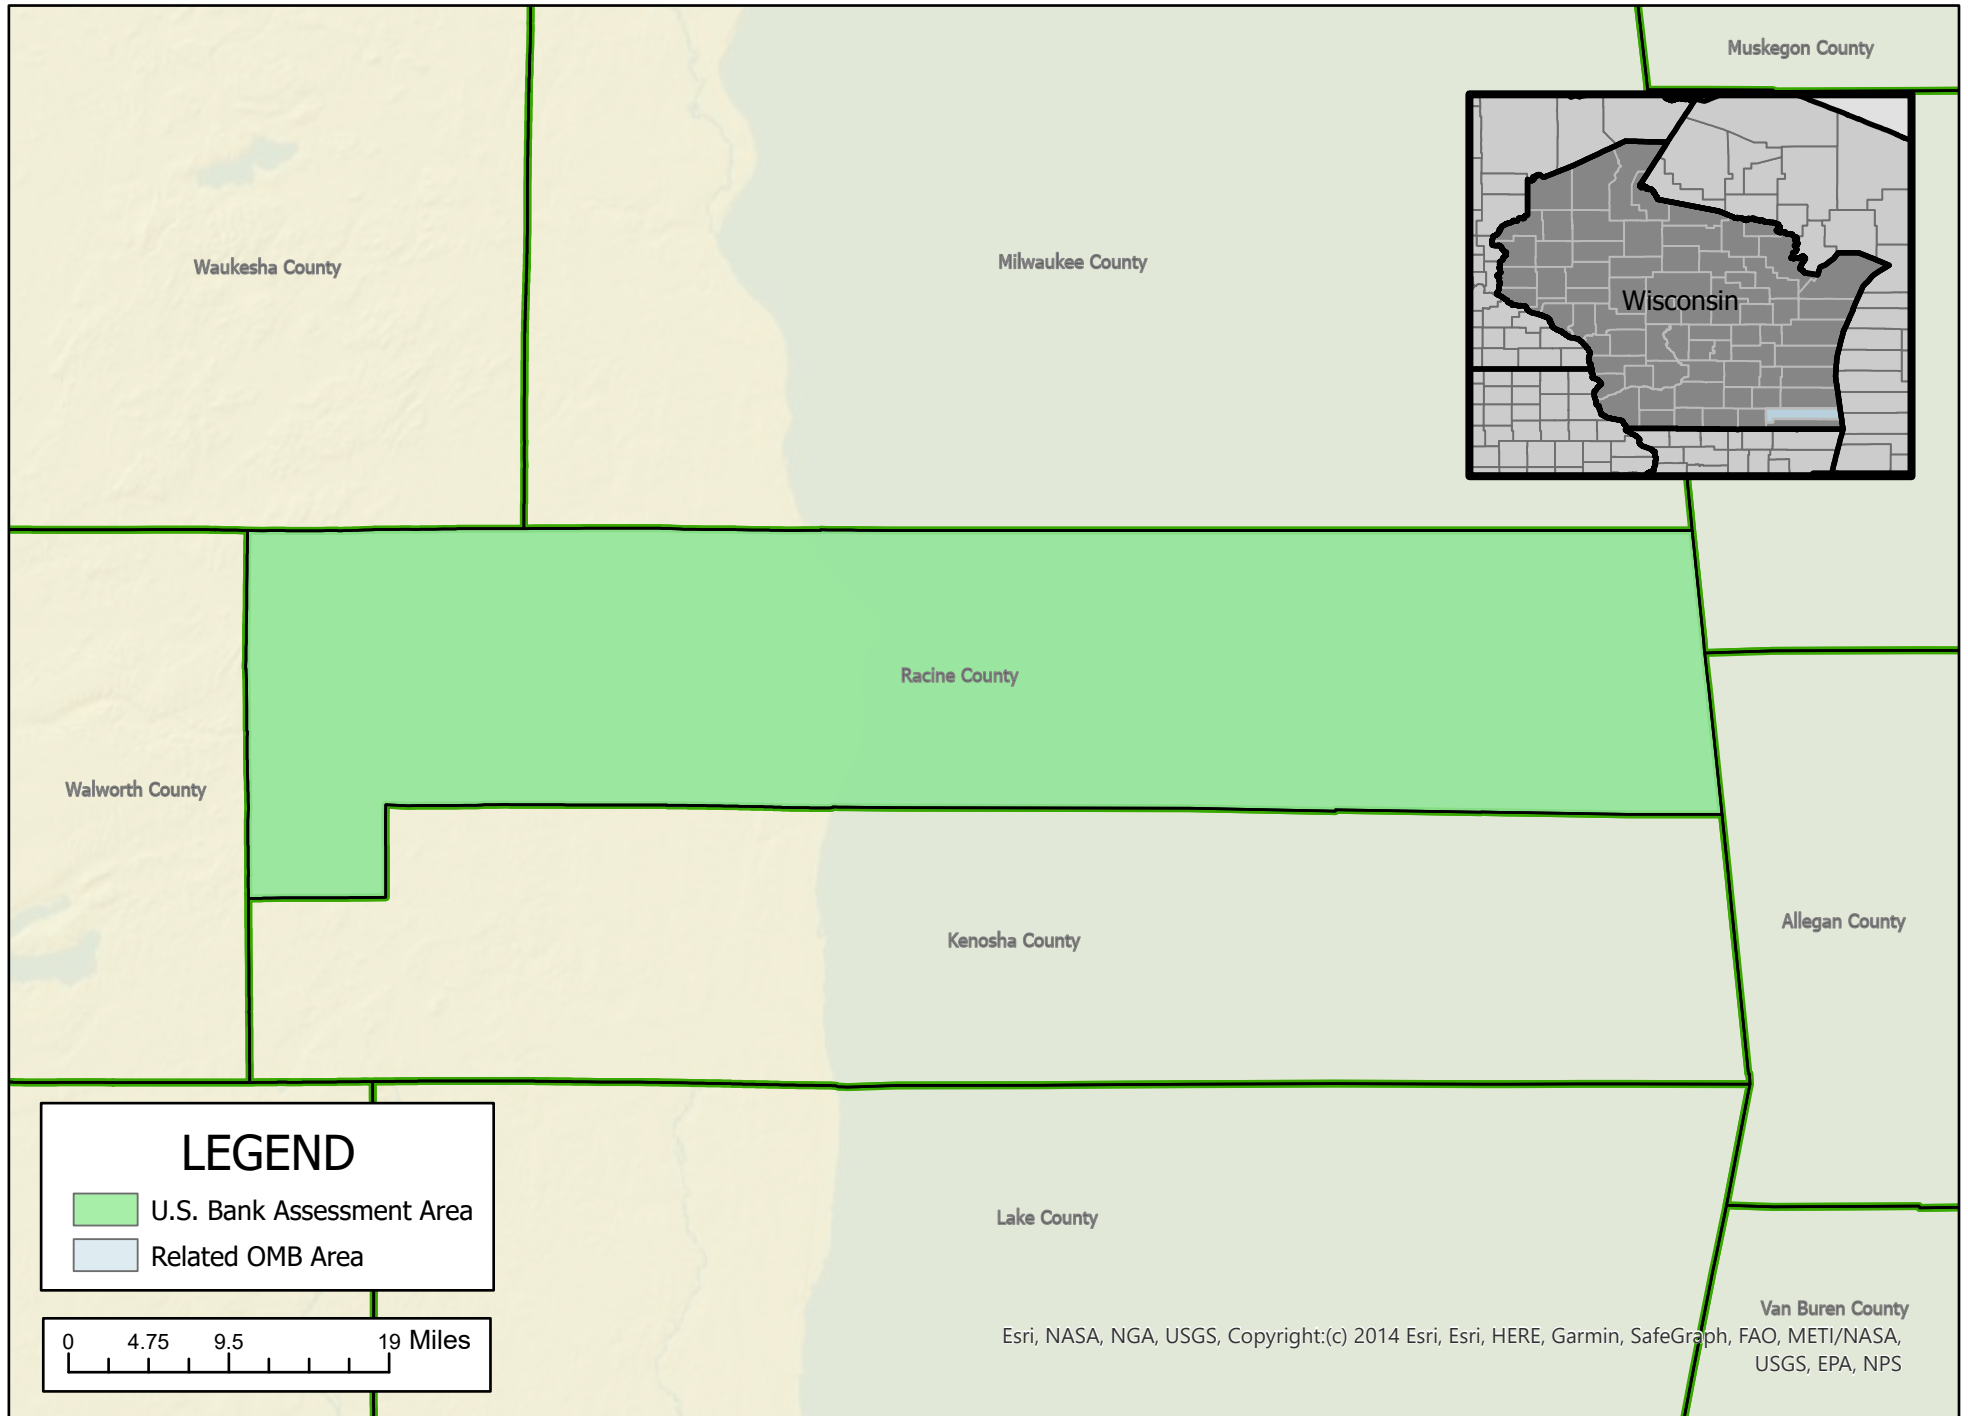 Muskegon County
Waukesha County
Milwaukee County
Wisconsin
Racine County
Walworth County
Allegan County
Kenosha County
LEGEND
U.S. Bank Assessment Area
Related OMB Area
Lake County
Van Buren County
0 4.75 9.5 19 Miles
Esri, NASA, NGA, USGS, Copyright:(c) 2014 Esri, Esri, HERE, Garmin, SafeGraph, FAO, METI/NASA,
USGS, EPA, NPS